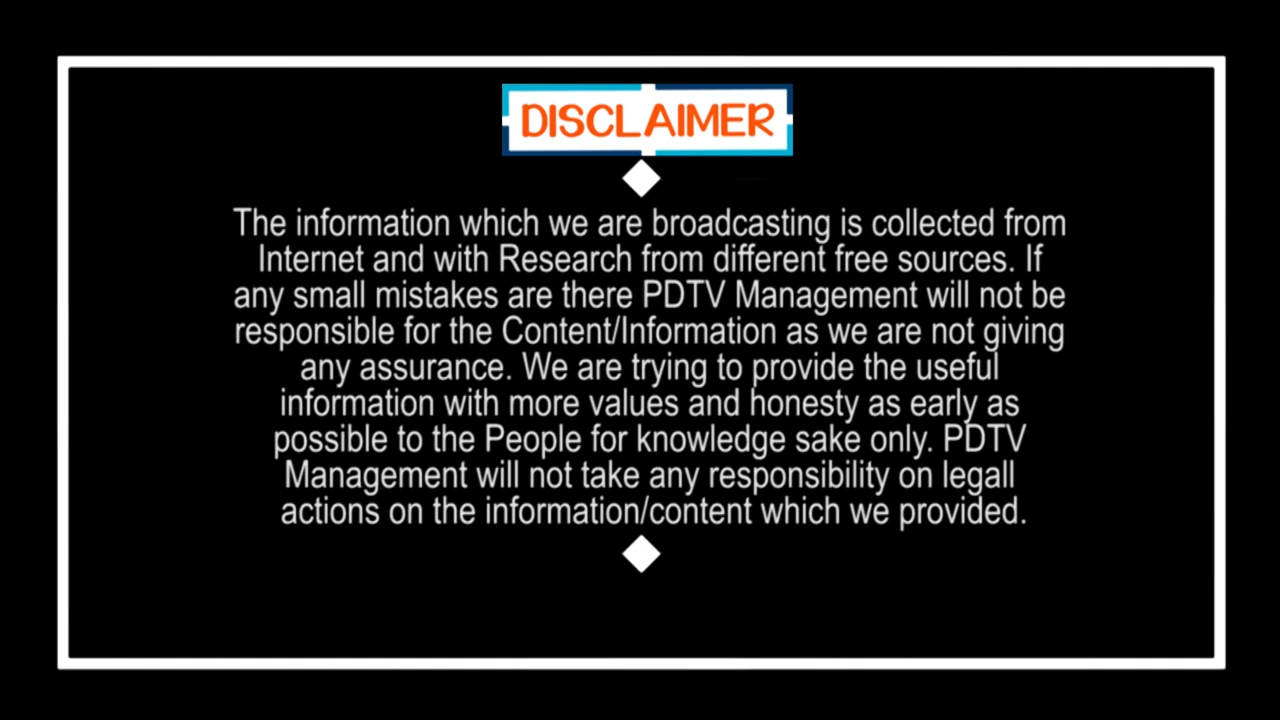 DISCLAIMER
The information which we are broadcasting is collected from
Internet and with Research from different free sources. If
any small mistakes are there PDTV Management will not be
responsible for the Content/Information as we are not giving
any assurance. We are trying to provide the useful
information with more values and honesty as early as
possible to the People for knowledge sake only. PDTV
Management will not take any responsibility on legall
actions on the information/content which we provided.